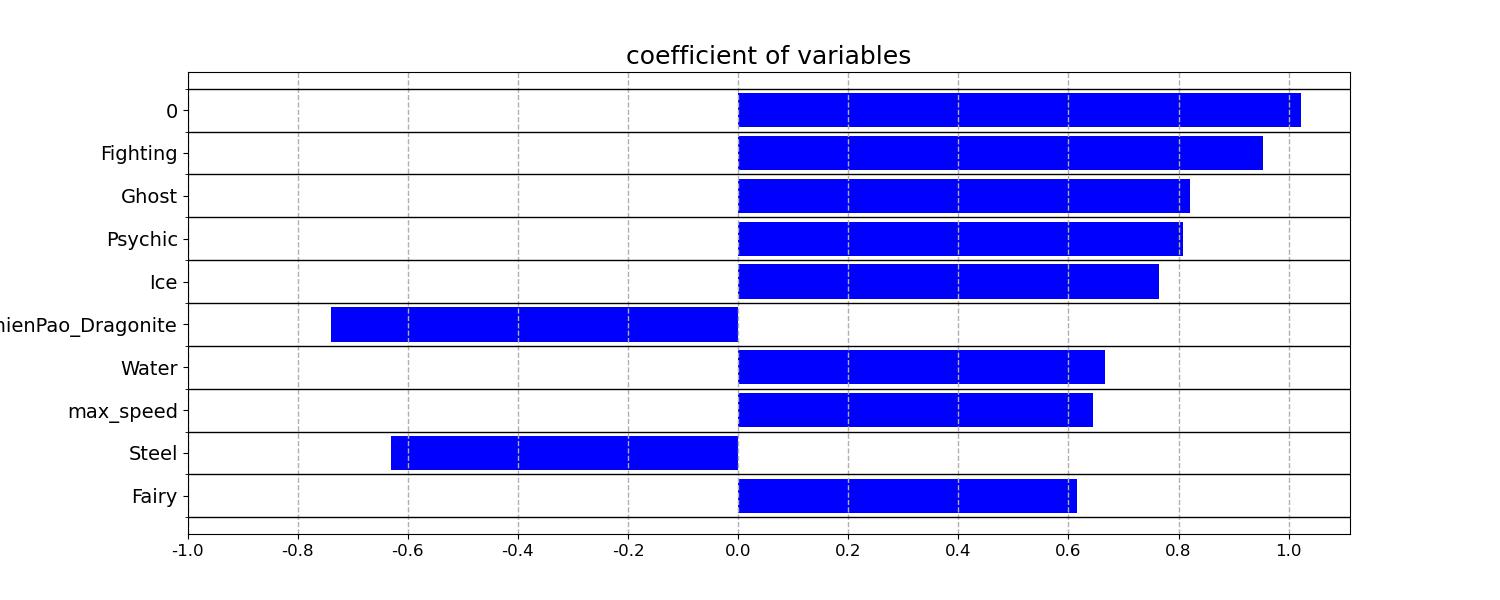 coefficient of variables
0
Fighting
Ghost
Psychic
Ice
ienPao_Dragonite
Water
max_speed
Steel
Fairy
-1.0 -0.8 -0.6 -0.4 -0.2 0.0 0.2 0.4 0.6 0.8 1.0